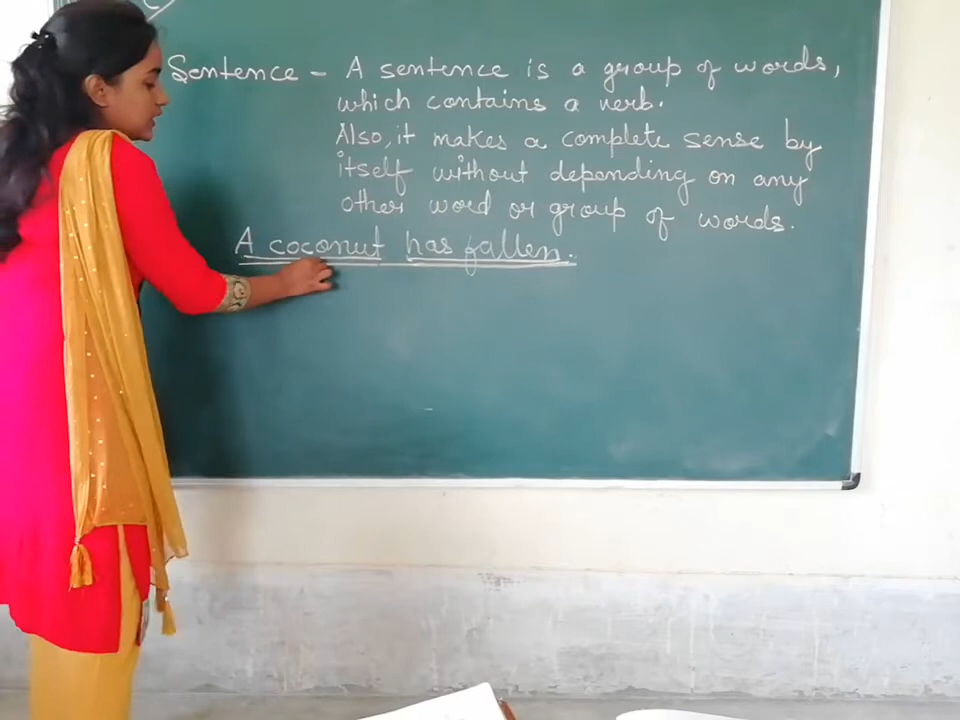 Sentence - A sentence is a group of words,
which contains a verb.
Also, it makes a complete sense by
itself without depending on any
other word or group of words.
A coconut has fallen.